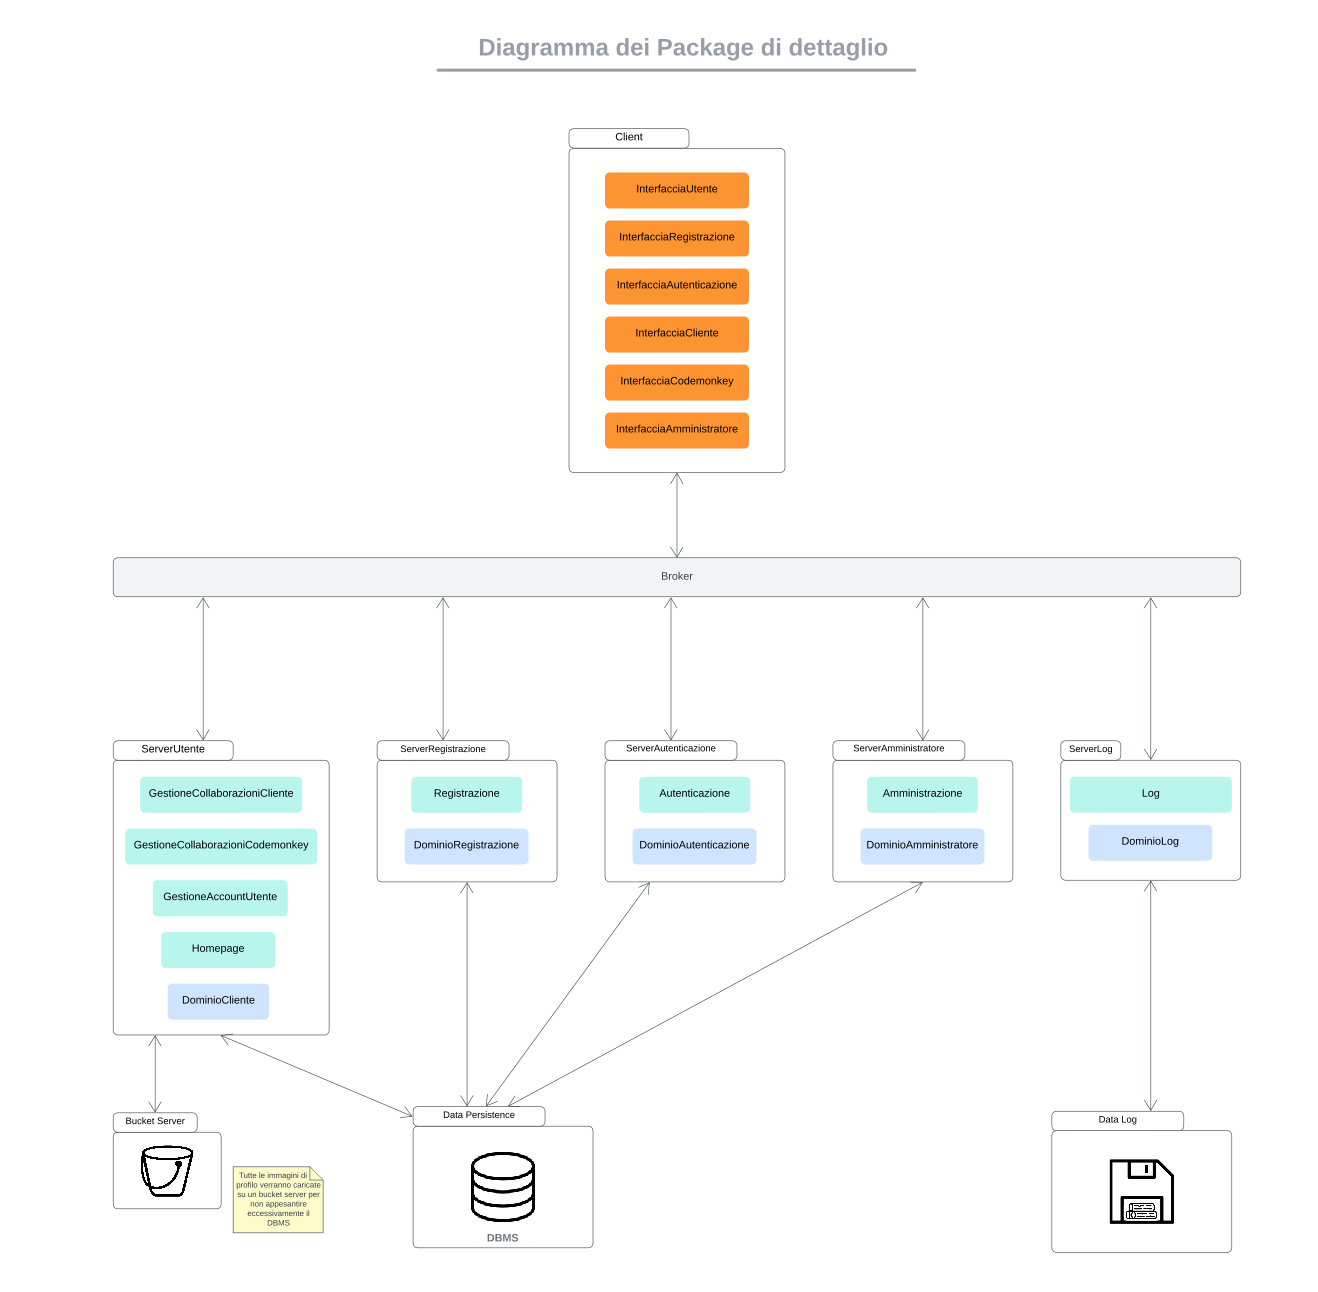 Diagramma dei Package di dettaglio
Client
InterfacciaUtente
InterfacciaRegistrazione
InterfacciaAutenticazione
InterfacciaCliente
InterfacciaCodemonkey
InterfacciaAmministratore
Broker
ServerUtente
GestioneCollaborazioniCliente
GestioneCollaborazioniCodemonkey
GestioneAccountUtente
Homepage
DominioCliente
ServerRegistrazione
Registrazione
DominioRegistrazione
ServerAutenticazione
Autenticazione
DominioAutenticazione
ServerAmministratore
Amministrazione
DominioAmministratore
ServerLog
Log
DominioLog
Bucket Server
Tutte le immagini di
profilo verranno caricate
su un bucket server per
non appesantire
eccessivamente il
DBMS
Data Persistence
DBMS
Data Log